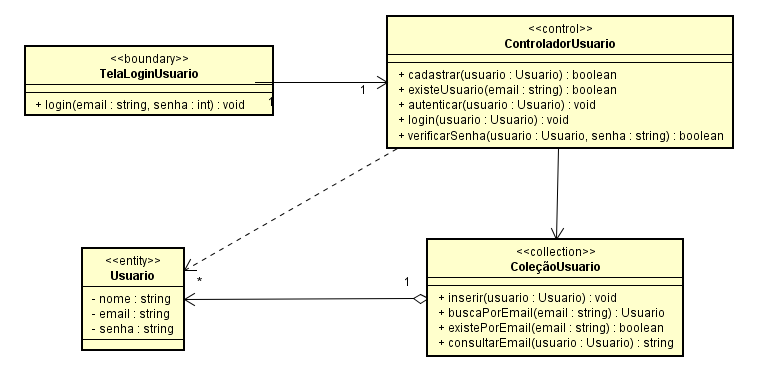 <<boundary>>
TelaLoginUsuario
+ login(email : string, senha : int) : void
1
1
<<control>>
ControladorUsuario
+ cadastrar(usuario : Usuario) : boolean
+ existeUsuario(email : string) : boolean
+ autenticar(usuario : Usuario) : void
+ login(usuario : Usuario) : void
+ verificarSenha(usuario : Usuario, senha : string) : boolean
<<entity>>
Usuario
- nome : string
- email : string
- senha : string
*
1
<<collection>>
ColeçãoUsuario
+ inserir(usuario : Usuario) : void
+ buscaPorEmail(email : string) : Usuario
+ existePorEmail(email : string) : boolean
+ consultarEmail(usuario : Usuario) : string